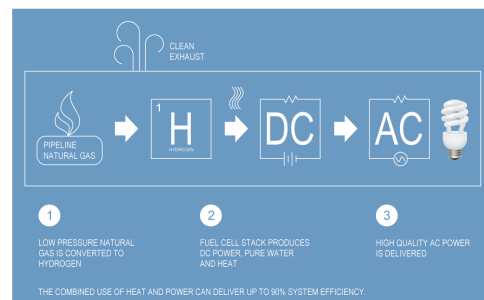 CLEAN
EXHAUST
PIPELINE
NATURAL GAS
1
H
HYDROGEN
DC
AC
1
2
3
LOW PRESSURE NATURAL
GAS IS CONVERTED TO
HYDROGEN
FUEL CELL STACK PRODUCES
DC POWER, PURE WATER
AND HEAT
HIGH QUALITY AC POWER
IS DELIVERED
THE COMBINED USE OF HEAT AND POWER CAN DELIVER UP TO 90% SYSTEM EFFICIENCY.